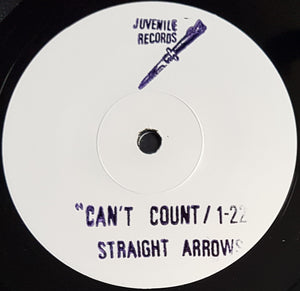 JUVENILE
RECORDS
"CAN'T COUNT / 1-22
STRAIGHT ARROWS